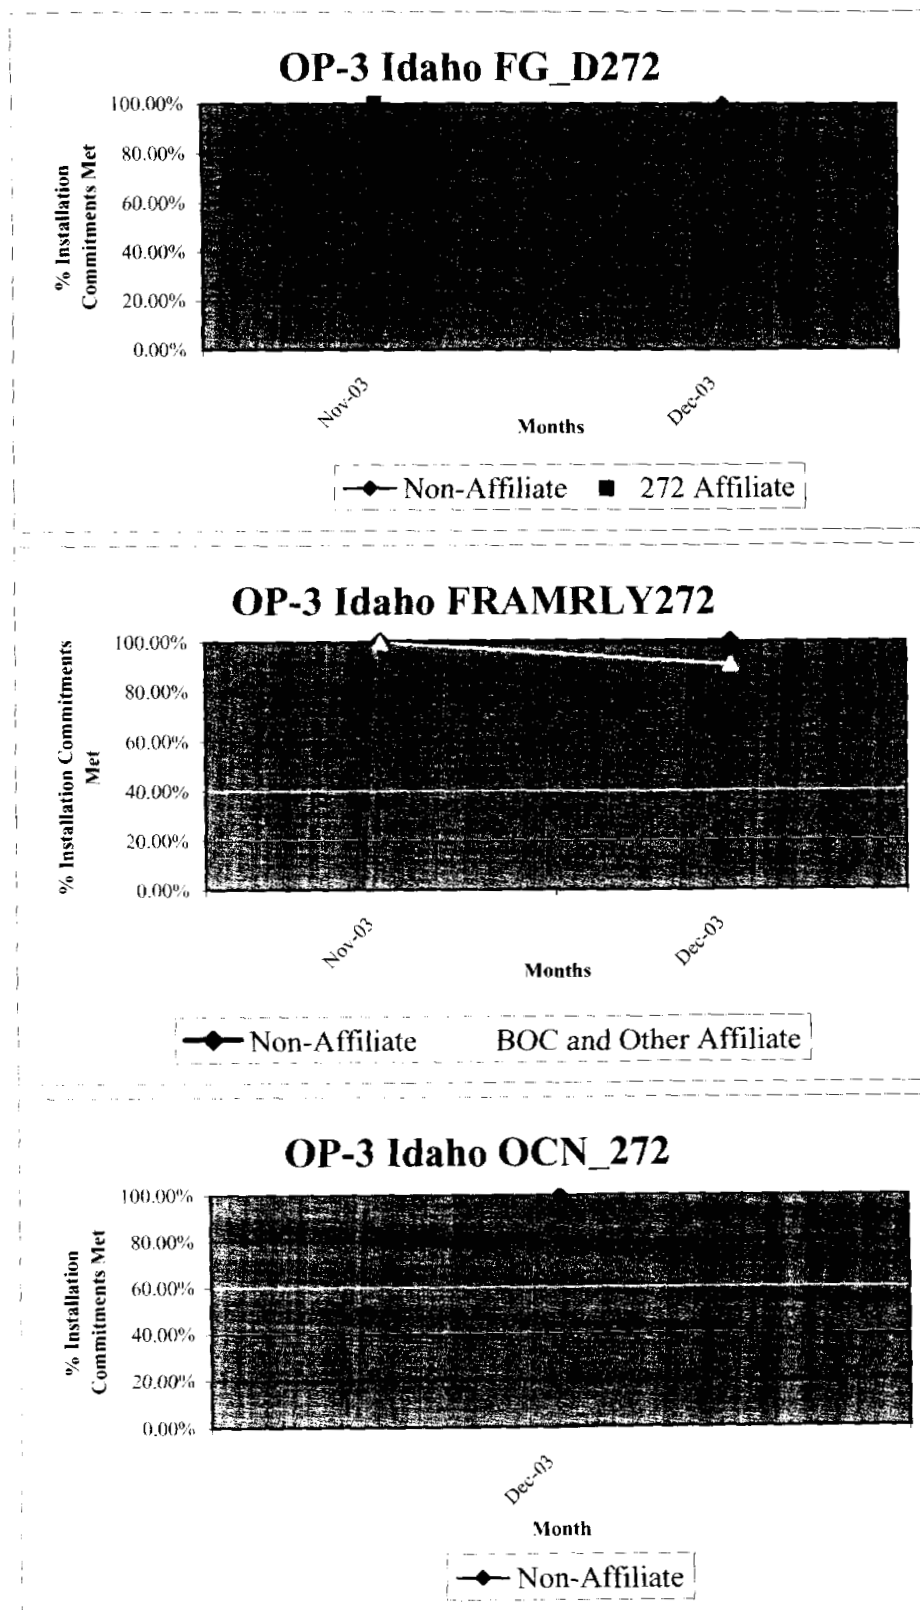 OP-3 Idaho FG_D272
% Installation
Commitments Met
100.00%
80.00%
60.00%
40.00%
20.00%
0.00%
Nov-03
Dec-03
Months
Non-Affiliate
272 Affiliate
OP-3 Idaho FRAMRLY272
% Installation Commitments
Met
100.00%
80.00%
60.00%
40.00%
20.00%
0.00%
Nov-03
Dec-03
Months
Non-Affiliate
BOC and Other Affiliate
OP-3 Idaho OCN_272
% Installation
Commitments Met
100.00%
80.00%
60.00%
40.00%
20.00%
0.00%
Dec-03
Month
Non-Affiliate